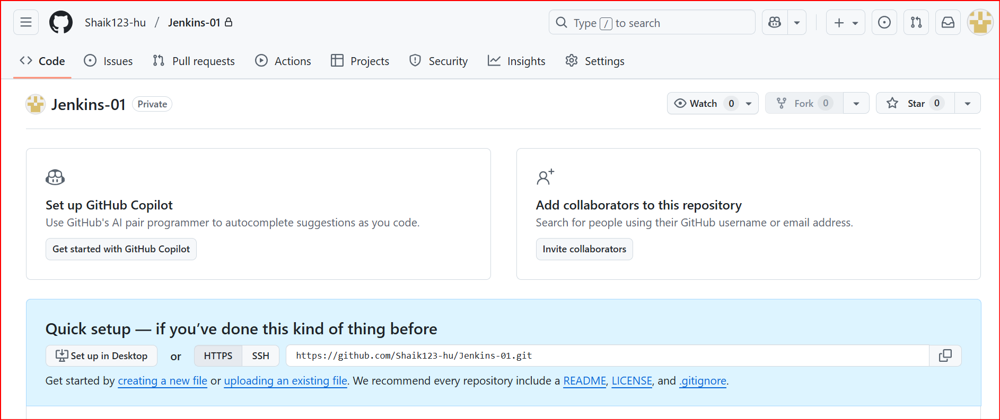 Shaik123-hu / Jenkins-01
Type / to search
Code Issues Pull requests Actions Projects Security Insights Settings
Jenkins-01 Private
Watch 0 Fork 0 Star 0
Set up GitHub Copilot
Use GitHub's AI pair programmer to autocomplete suggestions as you code.
Get started with GitHub Copilot
Add collaborators to this repository
Search for people using their GitHub username or email address.
Invite collaborators
Quick setup — if you’ve done this kind of thing before
Set up in Desktop or HTTPS SSH https://github.com/Shaik123-hu/Jenkins-01.git
Get started by creating a new file or uploading an existing file. We recommend every repository include a README, LICENSE, and .gitignore.